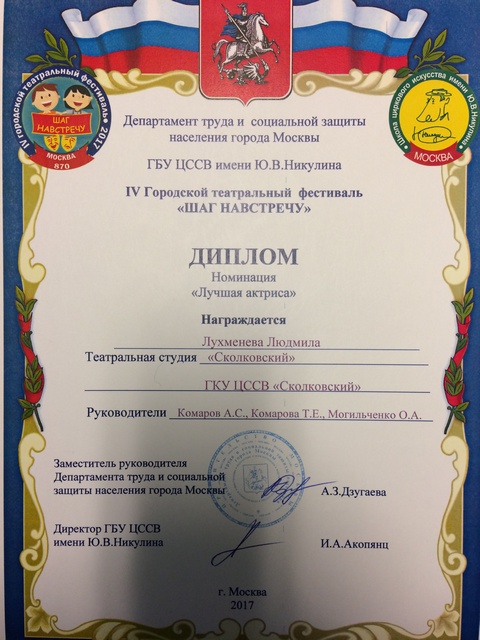 IV городской театральный фестиваль 2017
ШАГ
НАВСТРЕЧУ
МОСКВА
870
Школа циркового искусства имени Ю.В.Никулина
МОСКВА
Департамент труда и социальной защиты
населения города Москвы
ГБУ ЦССВ имени Ю.В.Никулина
IV Городской театральный фестиваль
«ШАГ НАВСТРЕЧУ»
ДИПЛОМ
Номинация
«Лучшая актриса»
Награждается
Лухменева Людмила
Театральная студия «Сколковский»
ГКУ ЦССВ «Сколковский»
Руководители Комаров А.С., Комарова Т.Е., Могильченко О.А.
Заместитель руководителя
Департамента труда и социальной
защиты населения города Москвы А.З.Дзугаева
Директор ГБУ ЦССВ
имени Ю.В.Никулина И.А.Акопянц
г. Москва
2017